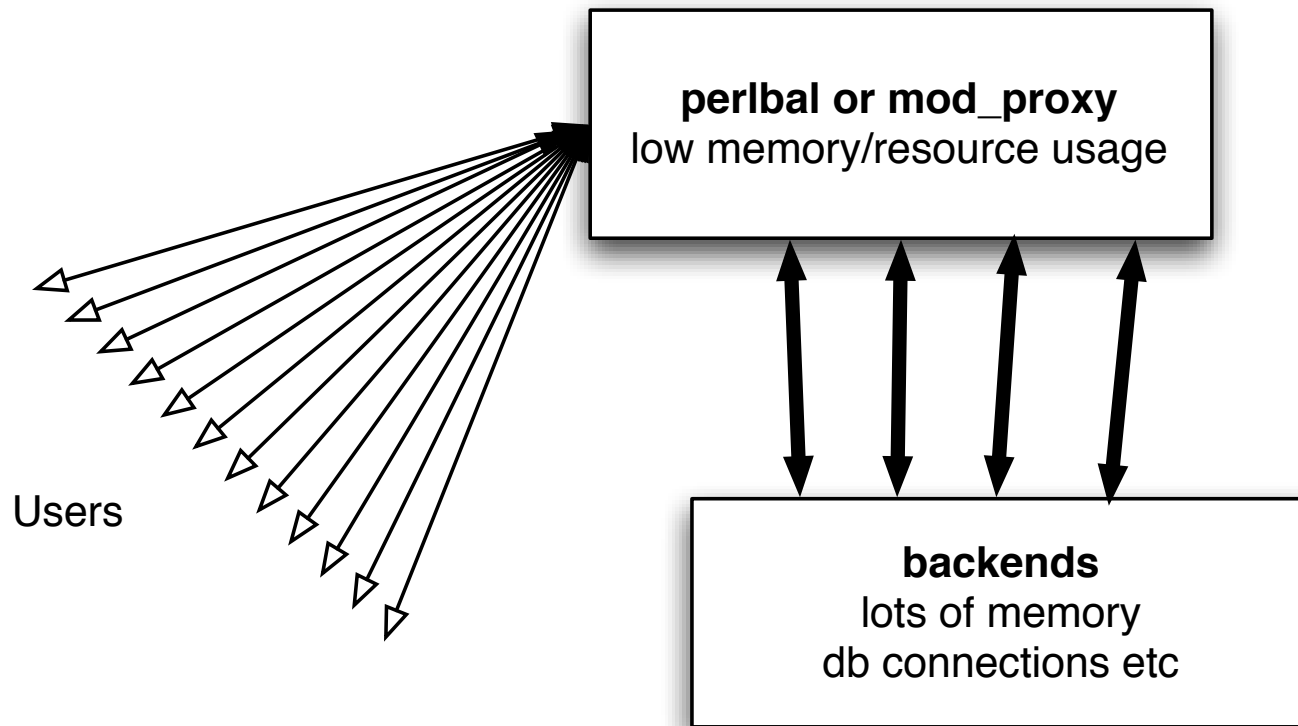 perlbal or mod_proxy
low memory/resource usage
Users
backends
lots of memory
db connections etc